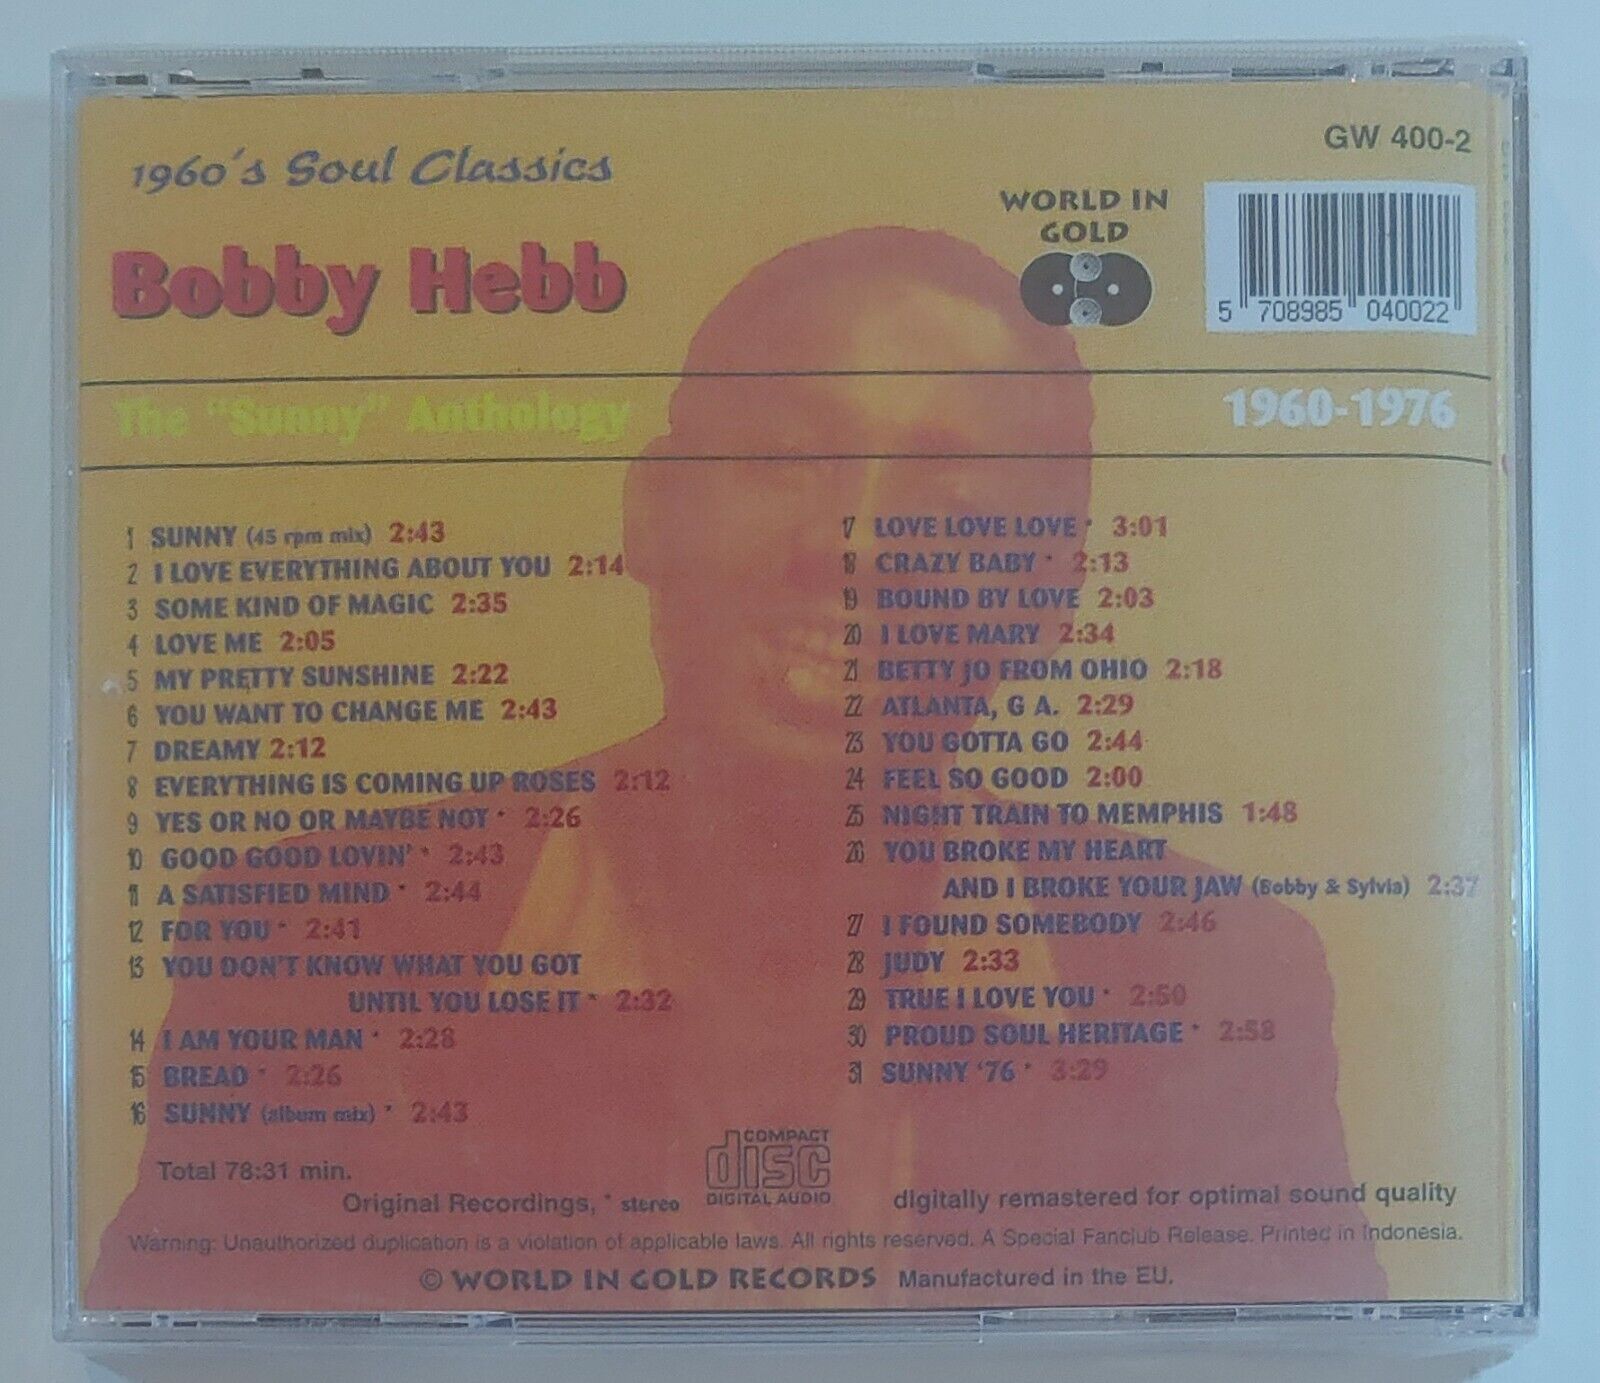 1960's Soul Classics
GW 400-2
WORLD IN
GOLD
Bobby Hebb
5 708985 040022
The "Sunny" Anthology
1960-1976
1 SUNNY (45 rpm mix) 2:43
2 I LOVE EVERYTHING ABOUT YOU 2:14
3 SOME KIND OF MAGIC 2:35
4 LOVE ME 2:05
5 MY PRETTY SUNSHINE 2:22
6 YOU WANT TO CHANGE ME 2:43
7 DREAMY 2:12
8 EVERYTHING IS COMING UP ROSES 2:12
9 YES OR NO OR MAYBE NOT * 2:26
10 GOOD GOOD LOVIN' * 2:43
11 A SATISFIED MIND * 2:44
12 FOR YOU * 2:41
13 YOU DON'T KNOW WHAT YOU GOT
UNTIL YOU LOSE IT * 2:32
14 I AM YOUR MAN * 2:28
15 BREAD * 2:26
16 SUNNY (album mix) * 2:43
17 LOVE LOVE LOVE * 3:01
18 CRAZY BABY * 2:13
19 BOUND BY LOVE 2:03
20 I LOVE MARY 2:34
21 BETTY JO FROM OHIO 2:18
22 ATLANTA, G A. 2:29
23 YOU GOTTA GO 2:44
24 FEEL SO GOOD 2:00
25 NIGHT TRAIN TO MEMPHIS 1:48
26 YOU BROKE MY HEART
AND I BROKE YOUR JAW (Bobby & Sylvia) 2:37
27 I FOUND SOMEBODY 2:46
28 JUDY 2:33
29 TRUE I LOVE YOU * 2:50
30 PROUD SOUL HERITAGE * 2:58
31 SUNNY '76 * 3:29
Total 78:31 min.
Original Recordings, * stereo
COMPACT
disc
DIGITAL AUDIO
digitally remastered for optimal sound quality
Warning: Unauthorized duplication is a violation of applicable laws. All rights reserved. A Special Fanclub Release. Printed in Indonesia.
© WORLD IN GOLD RECORDS Manufactured in the EU.